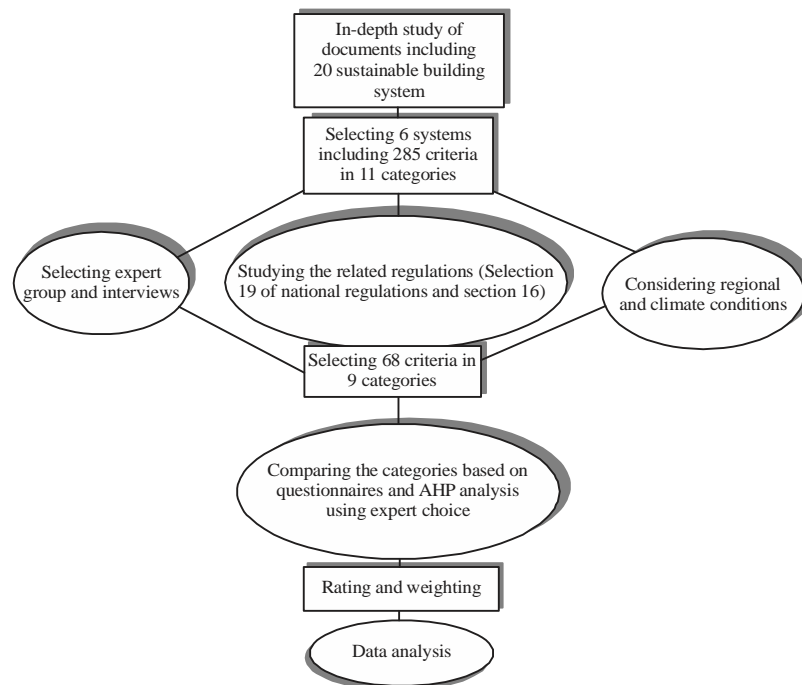 In-depth study of
documents including
20 sustainable building
system
Selecting 6 systems
including 285 criteria
in 11 categories
Selecting expert
group and interviews
Studying the related regulations (Selection
19 of national regulations and section 16)
Considering regional
and climate conditions
Selecting 68 criteria in
9 categories
Comparing the categories based on
questionnaires and AHP analysis
using expert choice
Rating and weighting
Data analysis